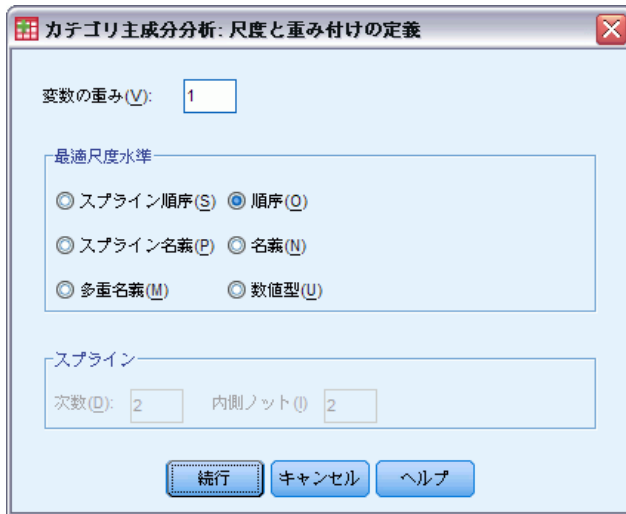 カテゴリ主成分分析: 尺度と重み付けの定義
変数の重み(V): 1
最適尺度水準
スプライン順序(S) 順序(O)
スプライン名義(P) 名義(N)
多重名義(M) 数値型(U)
スプライン
次数(D): 2 内側ノット(I) 2
続行 キャンセル ヘルプ